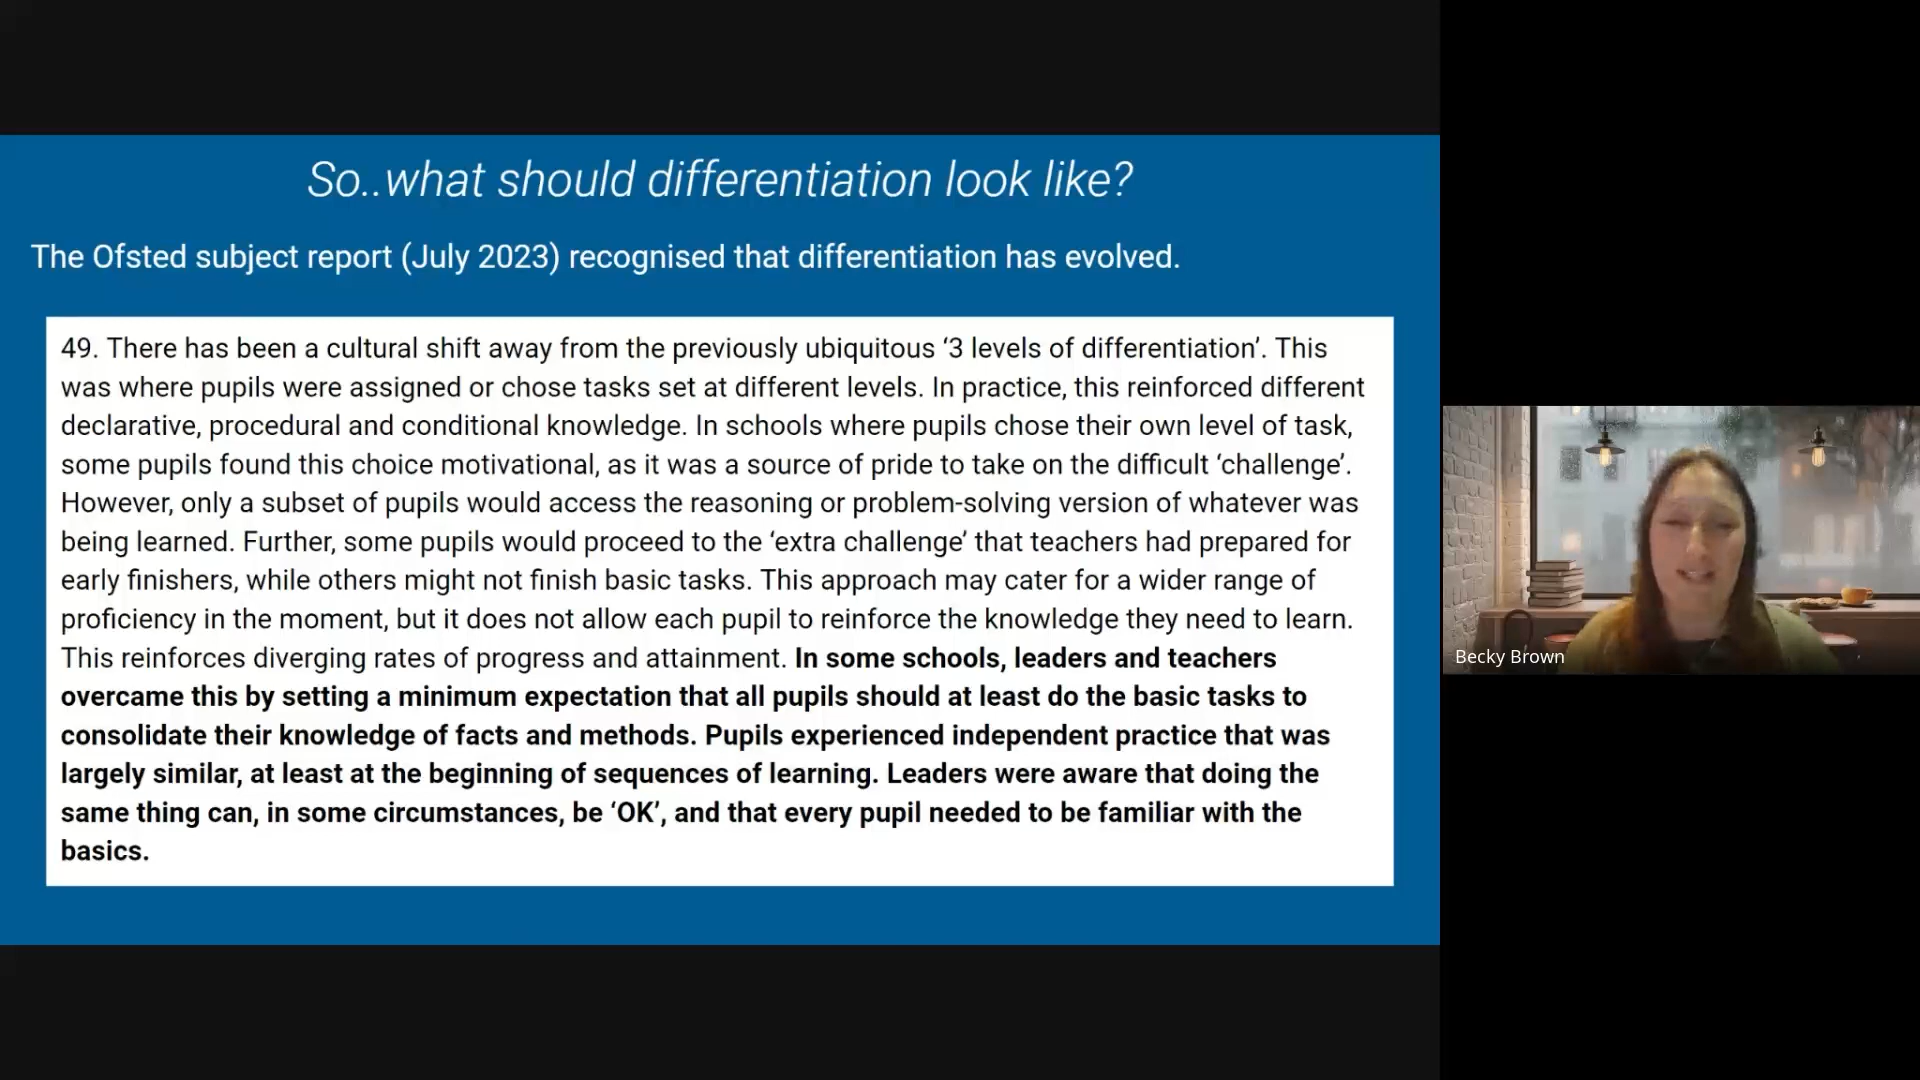 So..what should differentiation look like?
The Ofsted subject report (July 2023) recognised that differentiation has evolved.
49. There has been a cultural shift away from the previously ubiquitous ‘3 levels of differentiation’. This
was where pupils were assigned or chose tasks set at different levels. In practice, this reinforced different
declarative, procedural and conditional knowledge. In schools where pupils chose their own level of task,
some pupils found this choice motivational, as it was a source of pride to take on the difficult ‘challenge’.
However, only a subset of pupils would access the reasoning or problem-solving version of whatever was
being learned. Further, some pupils would proceed to the ‘extra challenge’ that teachers had prepared for
early finishers, while others might not finish basic tasks. This approach may cater for a wider range of
proficiency in the moment, but it does not allow each pupil to reinforce the knowledge they need to learn.
This reinforces diverging rates of progress and attainment. In some schools, leaders and teachers
overcame this by setting a minimum expectation that all pupils should at least do the basic tasks to
consolidate their knowledge of facts and methods. Pupils experienced independent practice that was
largely similar, at least at the beginning of sequences of learning. Leaders were aware that doing the
same thing can, in some circumstances, be ‘OK’, and that every pupil needed to be familiar with the
basics.
Becky Brown